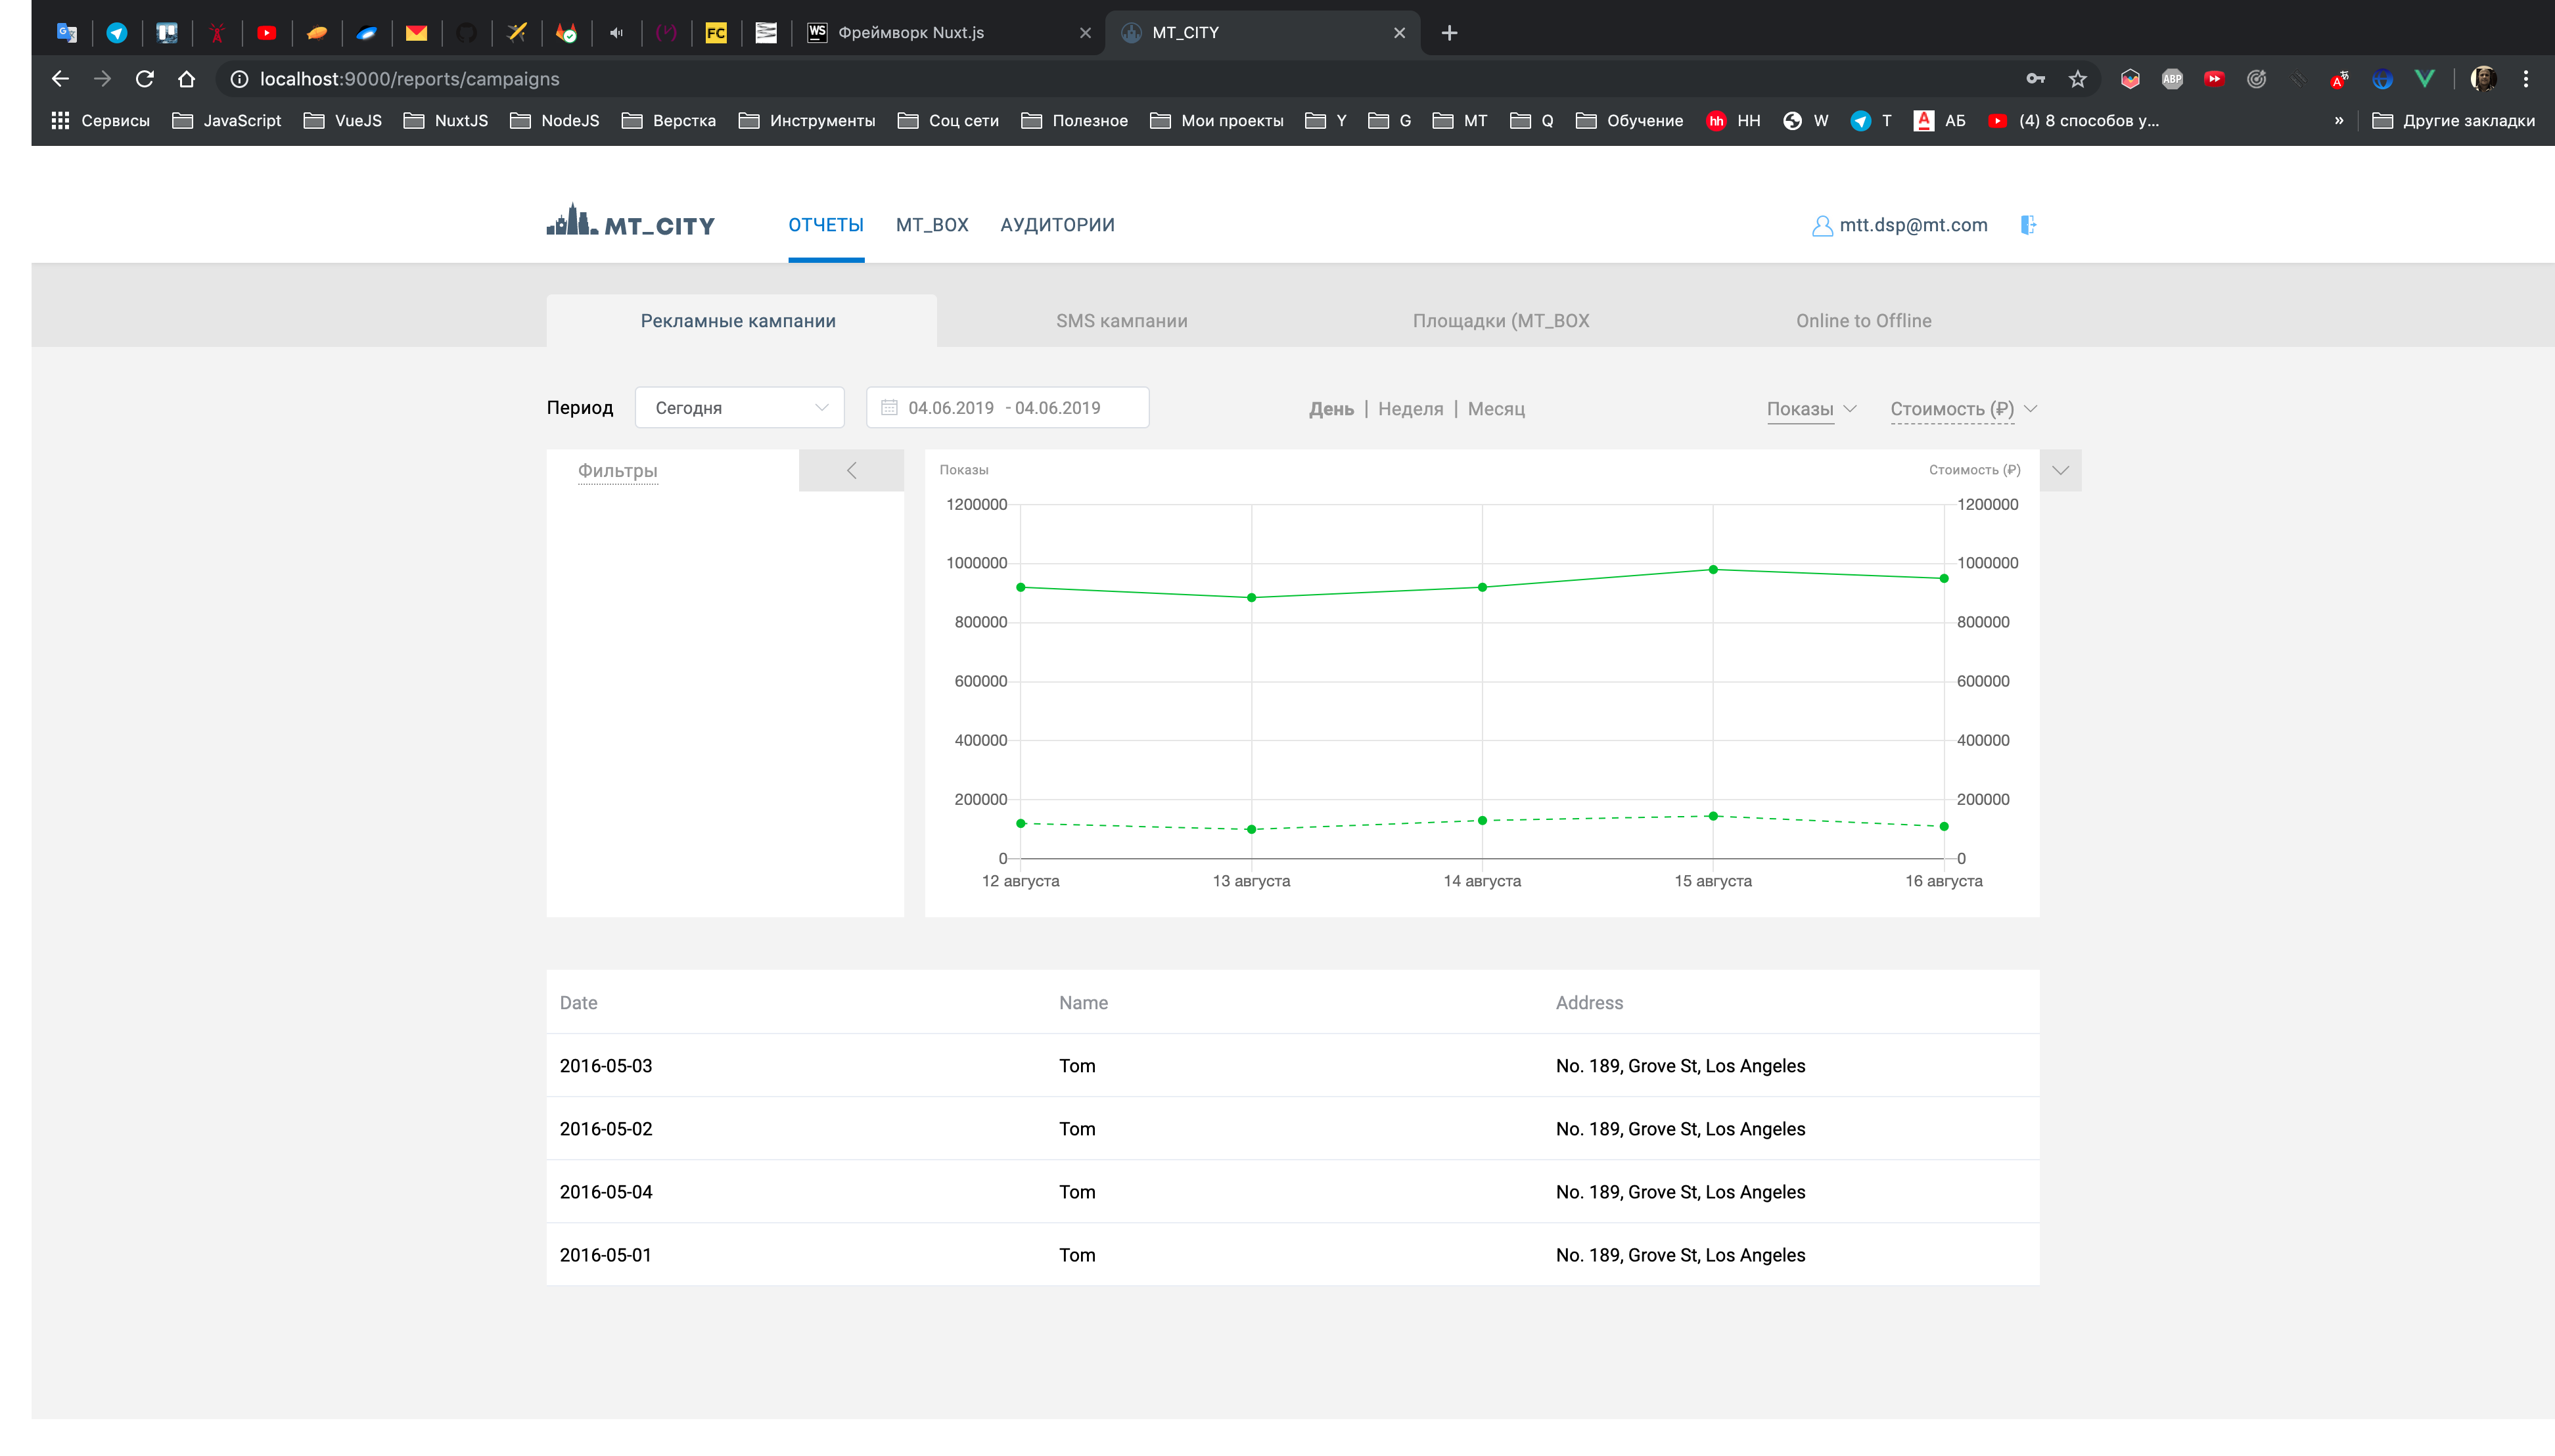 FC
WS Фреймворк Nuxt.js
MT_CITY
localhost:9000/reports/campaigns
ABP
Сервисы JavaScript VueJS NuxtJS NodeJS Верстка Инструменты Соц сети Полезное Мои проекты Y G MT Q Обучение hh HH W T A АБ (4) 8 способов у... » Другие закладки
MT_CITY ОТЧЕТЫ MT_BOX АУДИТОРИИ mtt.dsp@mt.com
Рекламные кампании SMS кампании Площадки (MT_BOX Online to Offline
Период Сегодня 04.06.2019 - 04.06.2019 День | Неделя | Месяц Показы Стоимость (₽)
Фильтры
Показы Стоимость (₽)
1200000 1200000
1000000 1000000
800000 800000
600000 600000
400000 400000
200000 200000
0 0
12 августа 13 августа 14 августа 15 августа 16 августа
Date Name Address
2016-05-03 Tom No. 189, Grove St, Los Angeles
2016-05-02 Tom No. 189, Grove St, Los Angeles
2016-05-04 Tom No. 189, Grove St, Los Angeles
2016-05-01 Tom No. 189, Grove St, Los Angeles